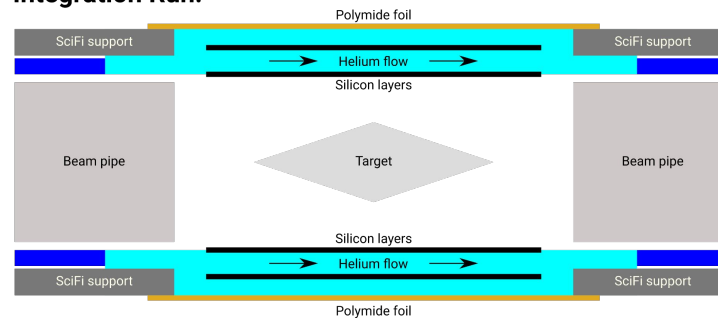 Integration Run:
Polymide foil
SciFi support
SciFi support
Helium flow
Silicon layers
Beam pipe
Target
Beam pipe
Silicon layers
Helium flow
SciFi support
SciFi support
Polymide foil